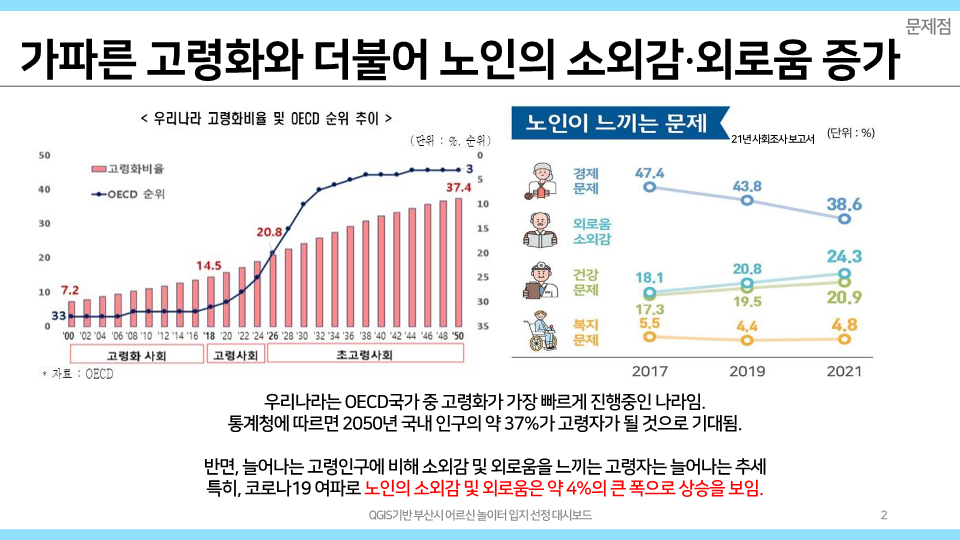 문제점
가파른 고령화와 더불어 노인의 소외감·외로움 증가
< 우리나라 고령화비율 및 OECD 순위 추이 >
(단위 : %, 순위)
50
40
30
20
10
0
고령화비율
OECD 순위
0
5
10
15
20
25
30
35
7.2
33
14.5
20.8
3
37.4
'00 '02 '04 '06 '08 '10 '12 '14 '16 '18 '20 '22 '24 '26 '28 '30 '32 '34 '36 '38 '40 '42 '44 '46 '48 '50
고령화 사회
고령사회
초고령사회
* 자료 : OECD
노인이 느끼는 문제
21년 사회조사 보고서
(단위 : %)
경제
문제
47.4
43.8
38.6
외로움
소외감
18.1
20.8
24.3
건강
문제
17.3
19.5
20.9
복지
문제
5.5
4.4
4.8
2017
2019
2021
우리나라는 OECD국가 중 고령화가 가장 빠르게 진행중인 나라임.
통계청에 따르면 2050년 국내 인구의 약 37%가 고령자가 될 것으로 기대됨.
반면, 늘어나는 고령인구에 비해 소외감 및 외로움을 느끼는 고령자는 늘어나는 추세
특히, 코로나19 여파로 노인의 소외감 및 외로움은 약 4%의 큰 폭으로 상승을 보임.
QGIS기반 부산시 어르신 놀이터 입지 선정 대시보드
2